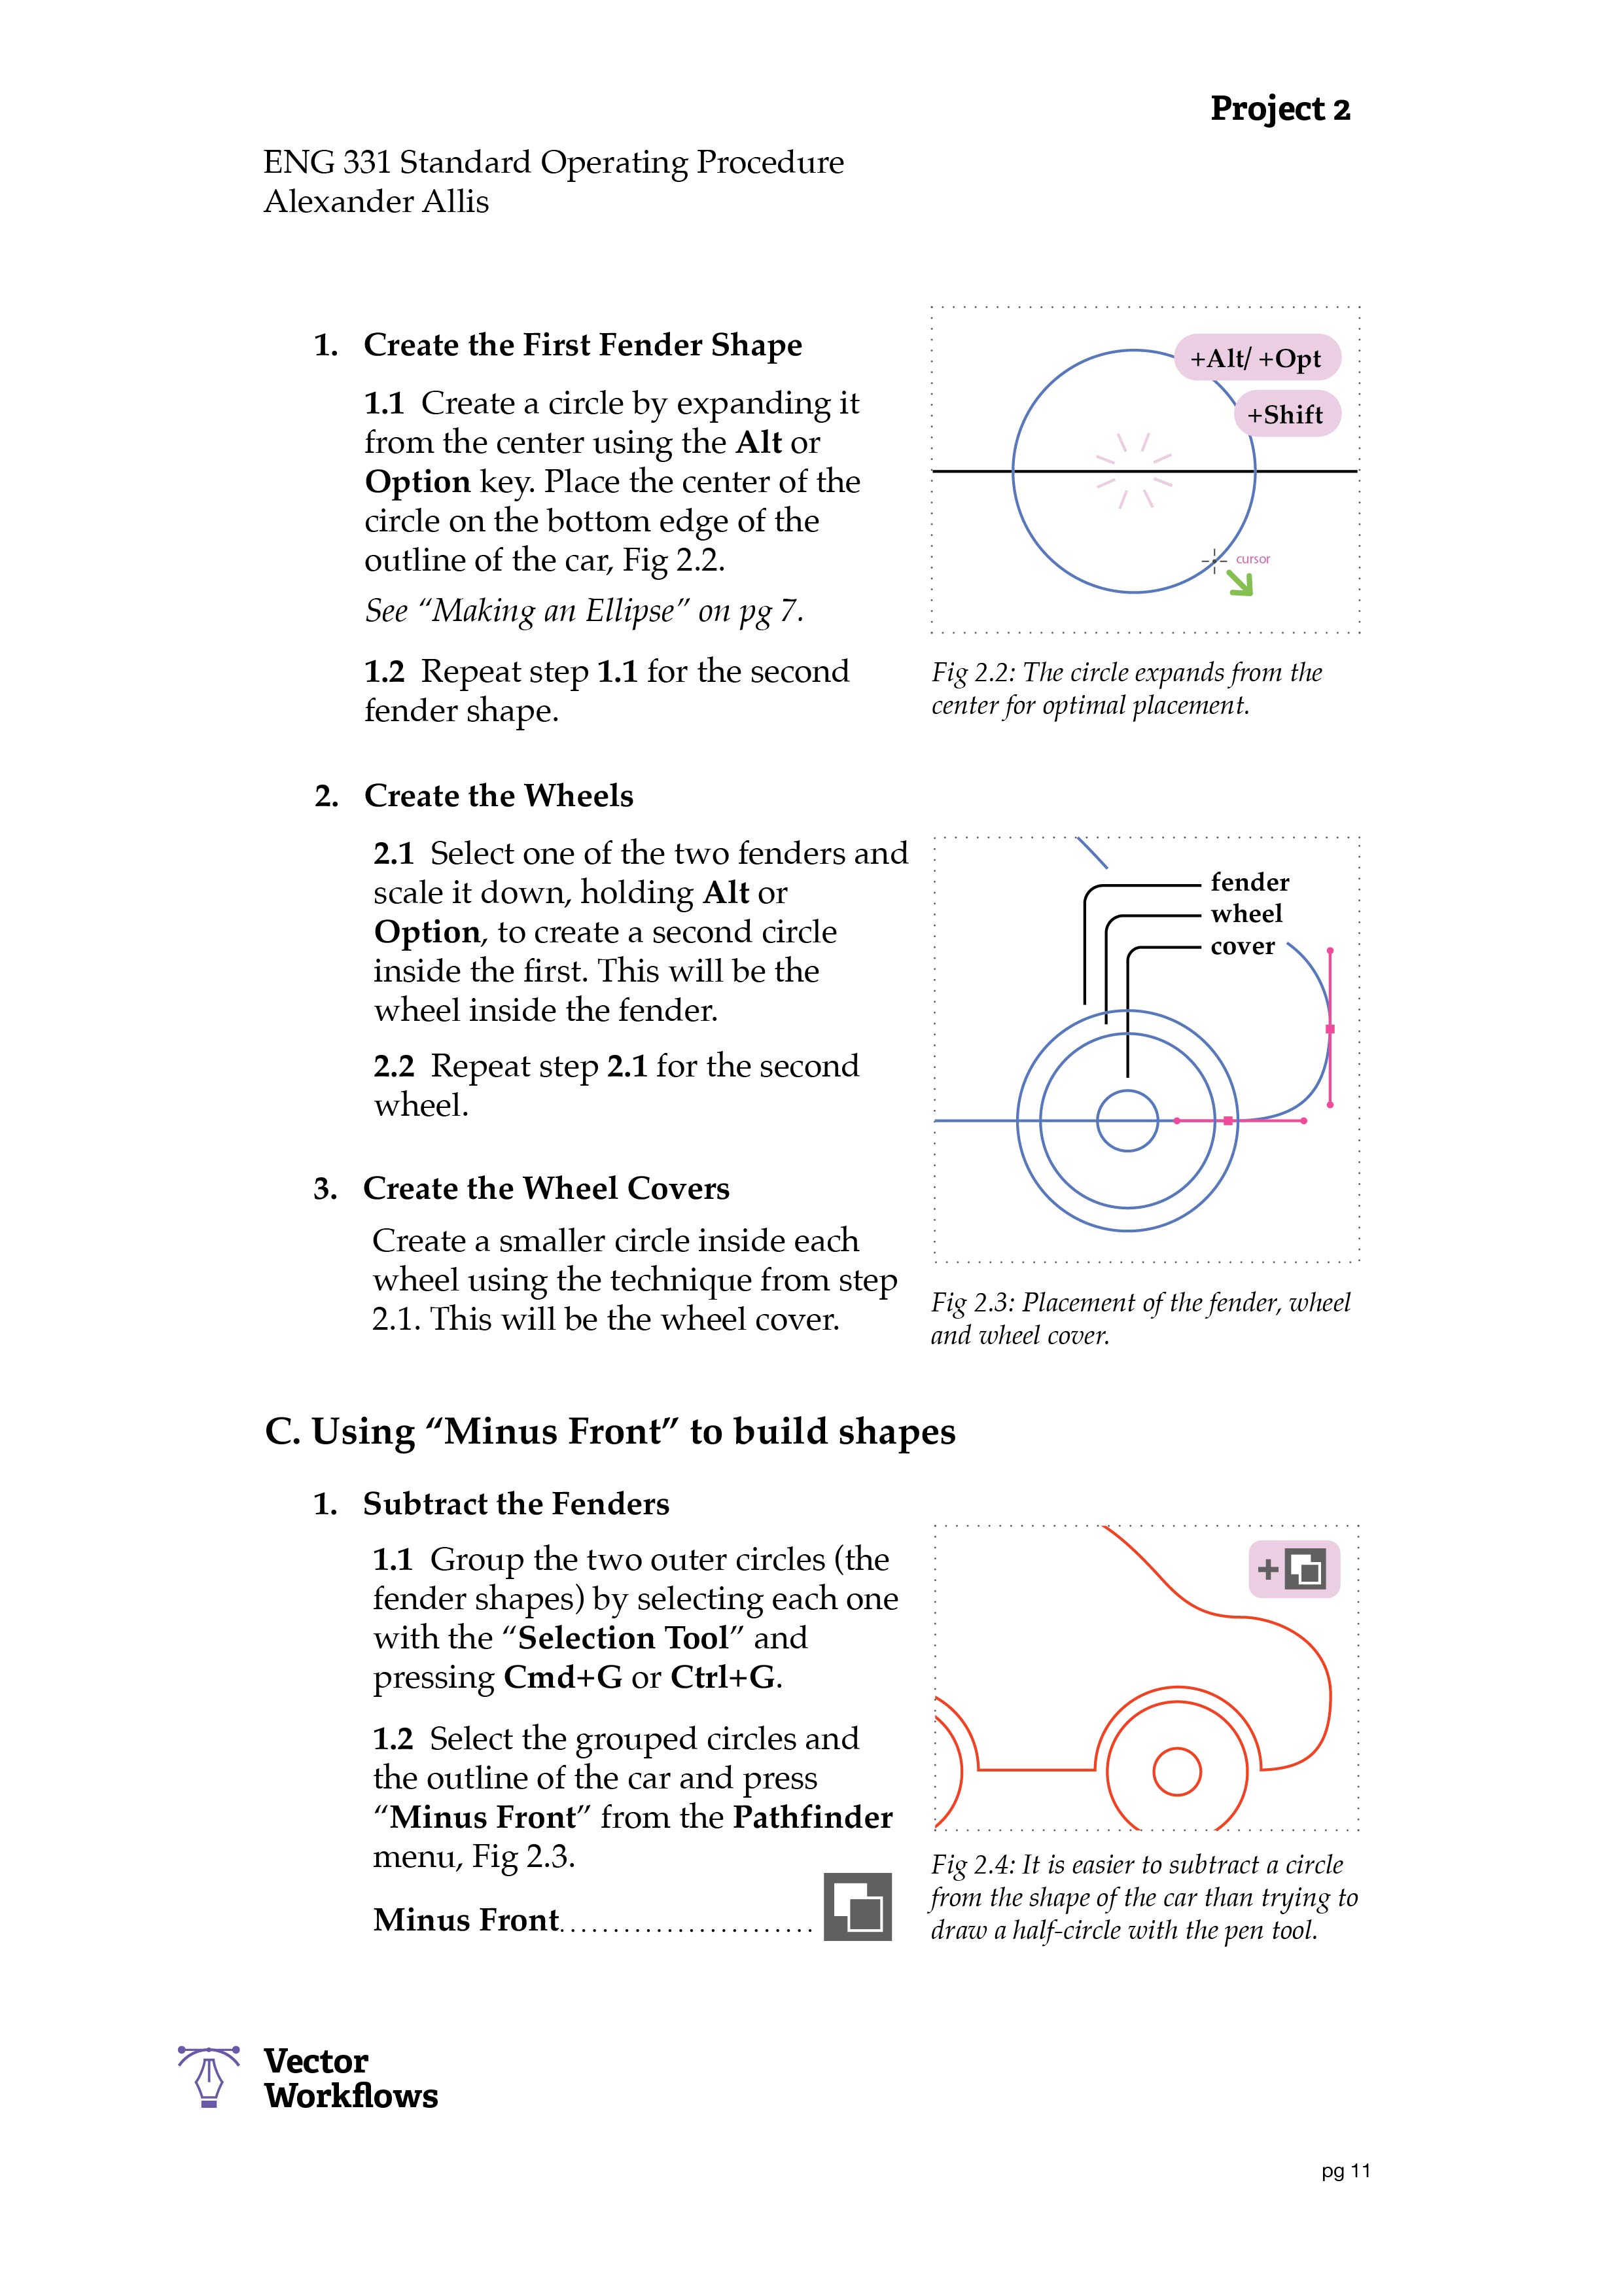 Project 2
ENG 331 Standard Operating Procedure
Alexander Allis
1. Create the First Fender Shape
1.1 Create a circle by expanding it
from the center using the Alt or
Option key. Place the center of the
circle on the bottom edge of the
outline of the car, Fig 2.2.
See “Making an Ellipse” on pg 7.
1.2 Repeat step 1.1 for the second
fender shape.
+Alt/ +Opt
+Shift
cursor
Fig 2.2: The circle expands from the
center for optimal placement.
2. Create the Wheels
2.1 Select one of the two fenders and
scale it down, holding Alt or
Option, to create a second circle
inside the first. This will be the
wheel inside the fender.
2.2 Repeat step 2.1 for the second
wheel.
3. Create the Wheel Covers
Create a smaller circle inside each
wheel using the technique from step
2.1. This will be the wheel cover.
fender
wheel
cover
Fig 2.3: Placement of the fender, wheel
and wheel cover.
C. Using “Minus Front” to build shapes
1. Subtract the Fenders
1.1 Group the two outer circles (the
fender shapes) by selecting each one
with the “Selection Tool” and
pressing Cmd+G or Ctrl+G.
1.2 Select the grouped circles and
the outline of the car and press
“Minus Front” from the Pathfinder
menu, Fig 2.3.
Minus Front........................
+
Fig 2.4: It is easier to subtract a circle
from the shape of the car than trying to
draw a half-circle with the pen tool.
Vector
Workflows
pg 11